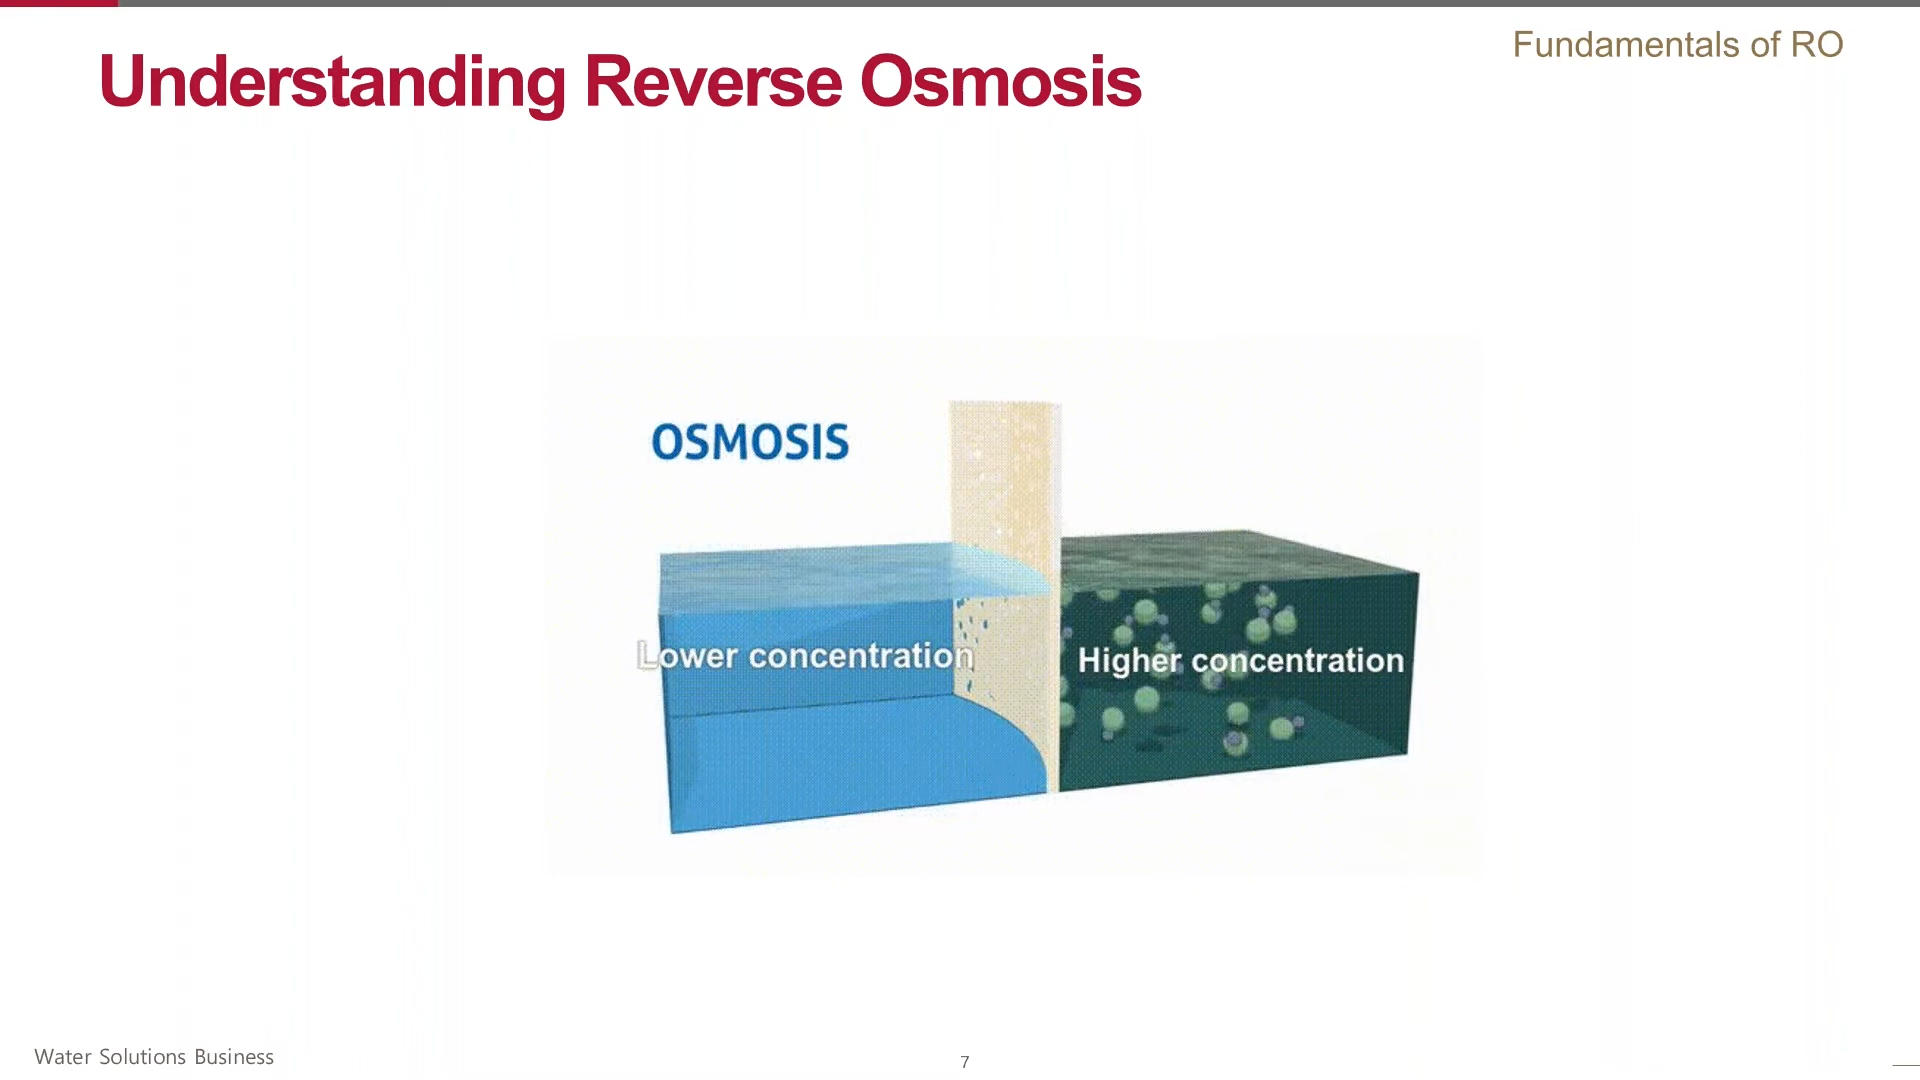 Fundamentals of RO
Understanding Reverse Osmosis
OSMOSIS
Lower concentration
Higher concentration
Water Solutions Business
7